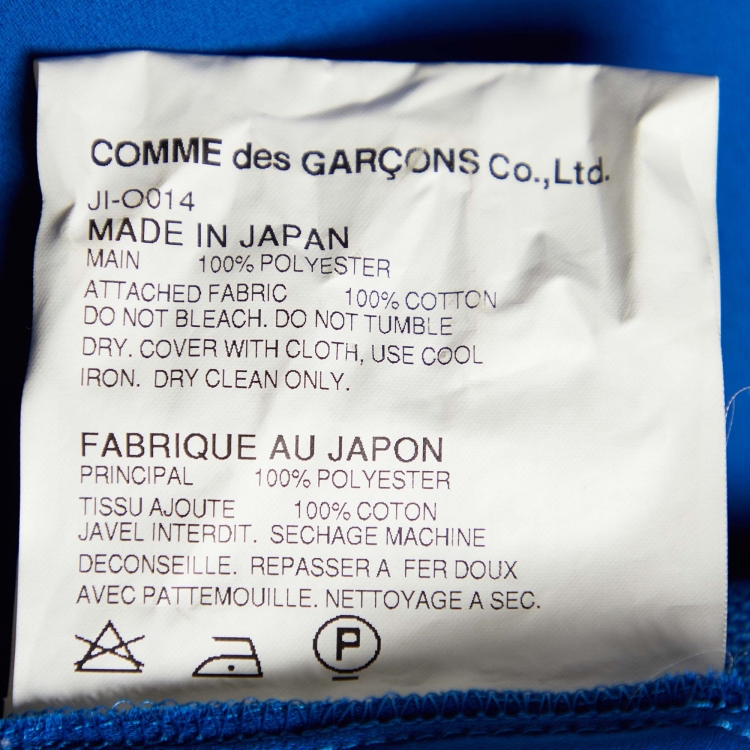 COMME des GARÇONS Co.,Ltd.
JI-O014
MADE IN JAPAN
MAIN 100% POLYESTER
ATTACHED FABRIC 100% COTTON
DO NOT BLEACH. DO NOT TUMBLE
DRY. COVER WITH CLOTH, USE COOL
IRON. DRY CLEAN ONLY.
FABRIQUE AU JAPON
PRINCIPAL 100% POLYESTER
TISSU AJOUTE 100% COTON
JAVEL INTERDIT. SECHAGE MACHINE
DECONSEILLE. REPASSER A FER DOUX
AVEC PATTEMOUILLE. NETTOYAGE A SEC.
P